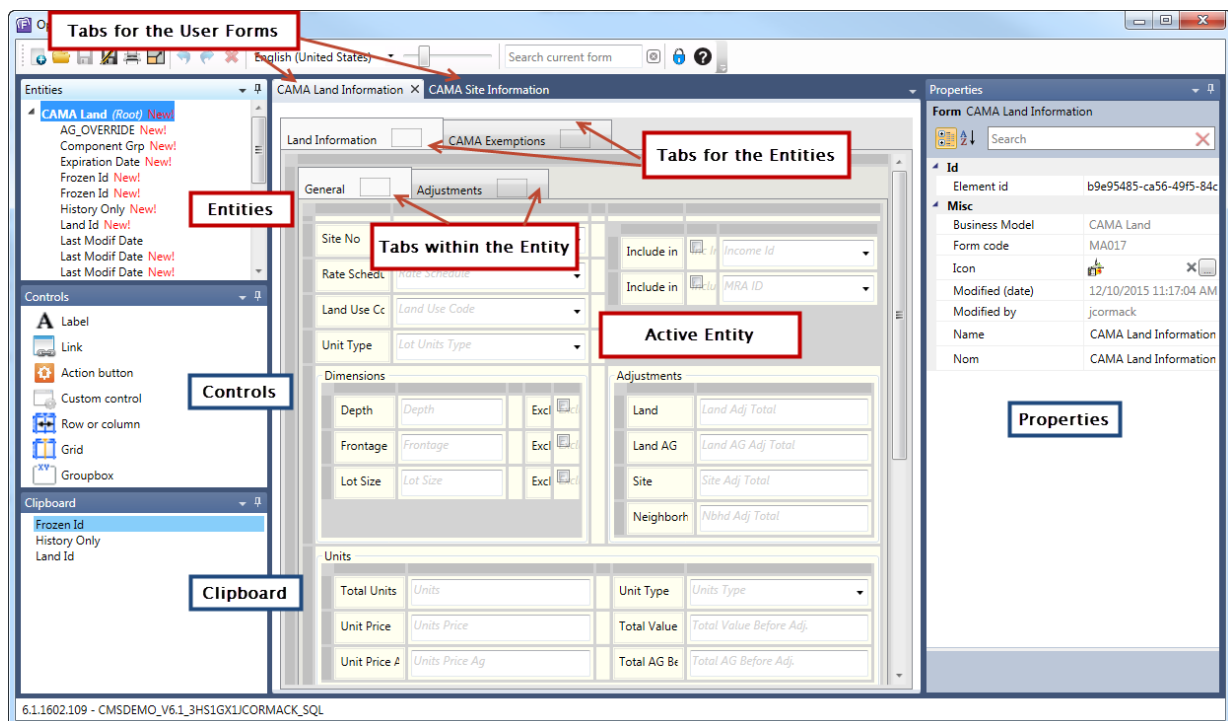 Op
Tabs for the User Forms
English (United States)
Search current form
Entities
CAMA Land (Root) New!
AG_OVERRIDE New!
Component Grp New!
Expiration Date New!
Frozen Id New!
Frozen Id New!
History Only New!
Land Id New!
Last Modif Date
Last Modif Date New!
Last Modif Date New!
Entities
Controls
Label
Link
Action button
Custom control
Row or column
Grid
Groupbox
Controls
Clipboard
Frozen Id
History Only
Land Id
Clipboard
CAMA Land Information
CAMA Site Information
Land Information
CAMA Exemptions
Tabs for the Entities
General
Adjustments
Tabs within the Entity
Site No
Rate Schedu Rate Schedule
Land Use Cc Land Use Code
Unit Type Lot Units Type
Include in Inc In Income Id
Include in Inclu MRA ID
Active Entity
Dimensions
Depth Depth Excl
Frontage Frontage Excl
Lot Size Lot Size Excl
Adjustments
Land Land Adj Total
Land AG Land AG Adj Total
Site Site Adj Total
Neighborh Nbhd Adj Total
Units
Total Units Units Unit Type Units Type
Unit Price Units Price Total Value Total Value Before Adj.
Unit Price A Units Price Ag Total AG Be Total AG Before Adj.
Properties
Form CAMA Land Information
Search
Id
Element id b9e95485-ca56-49f5-84c
Misc
Business Model CAMA Land
Form code MA017
Icon
Modified (date) 12/10/2015 11:17:04 AM
Modified by jcormack
Name CAMA Land Information
Nom CAMA Land Information
Properties
6.1.1602.109 - CMSDEMO_V6.1_3HS1GX1JCORMACK_SQL